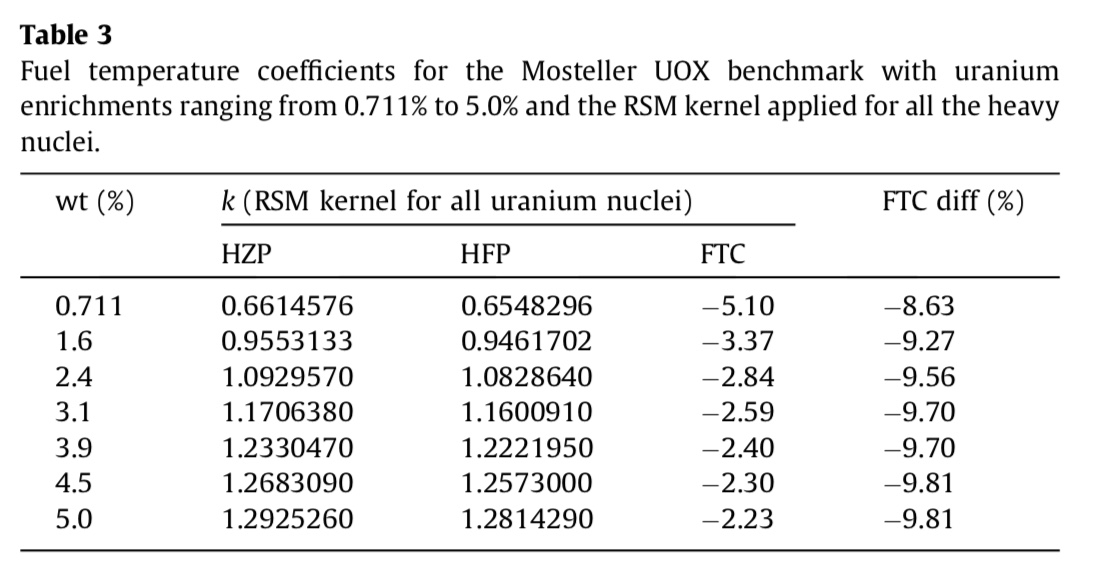 Table 3
Fuel temperature coefficients for the Mosteller UOX benchmark with uranium
enrichments ranging from 0.711% to 5.0% and the RSM kernel applied for all the heavy
nuclei.
wt (%) k (RSM kernel for all uranium nuclei) FTC diff (%)
HZP HFP FTC
0.711 0.6614576 0.6548296 −5.10 −8.63
1.6 0.9553133 0.9461702 −3.37 −9.27
2.4 1.0929570 1.0828640 −2.84 −9.56
3.1 1.1706380 1.1600910 −2.59 −9.70
3.9 1.2330470 1.2221950 −2.40 −9.70
4.5 1.2683090 1.2573000 −2.30 −9.81
5.0 1.2925260 1.2814290 −2.23 −9.81